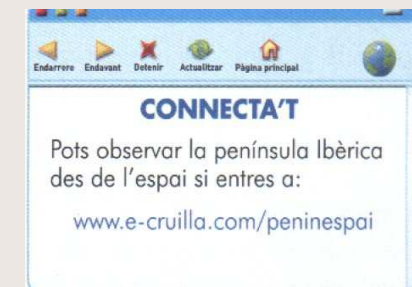 Endarrere Endavant Detenir Actualitzar Pàgina principal
CONNECTA'T
Pots observar la península Ibèrica
des de l'espai si entres a:
www.e-cruilla.com/peninespai